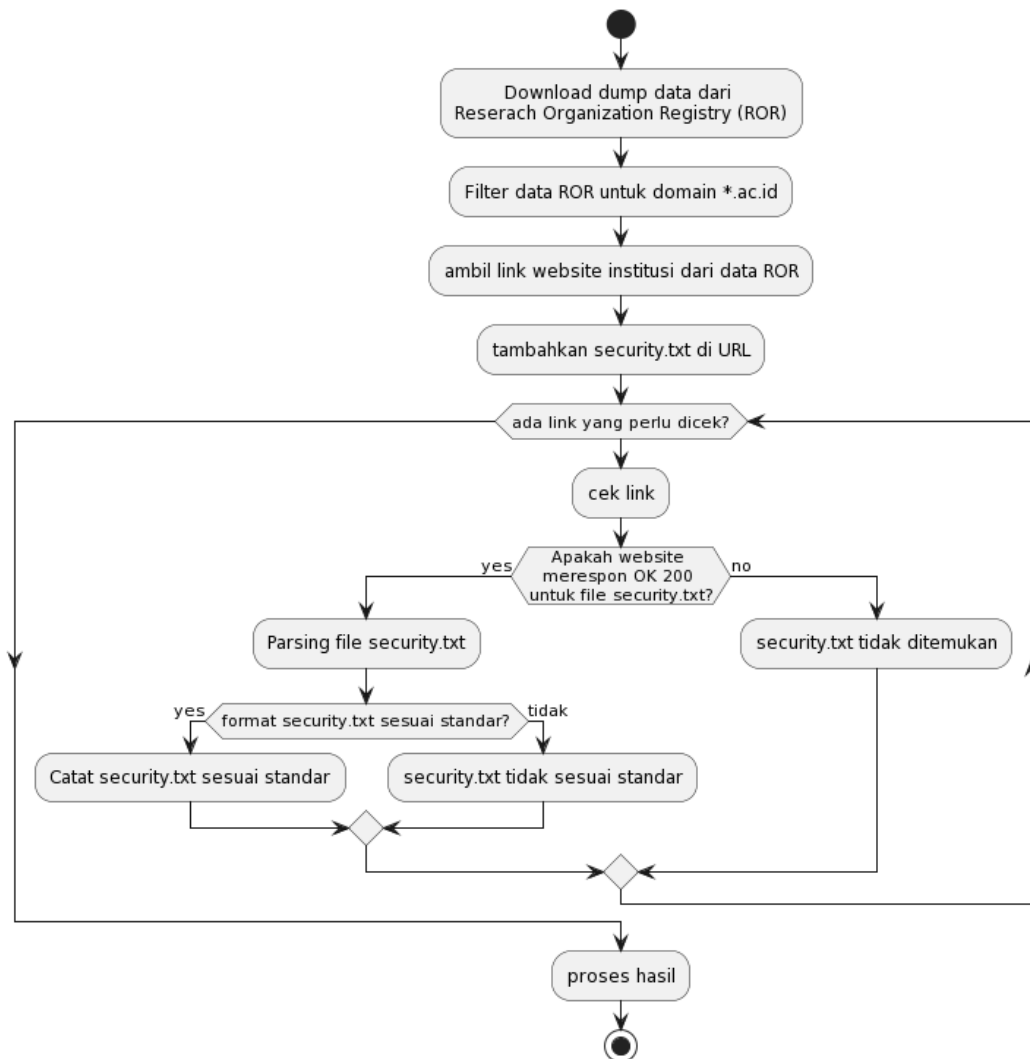 Download dump data dari
Reserach Organization Registry (ROR)
Filter data ROR untuk domain *.ac.id
ambil link website institusi dari data ROR
tambahkan security.txt di URL
ada link yang perlu dicek?
cek link
Apakah website
merespon OK 200
untuk file security.txt?
yes
no
Parsing file security.txt
security.txt tidak ditemukan
format security.txt sesuai standar?
yes
tidak
Catat security.txt sesuai standar
security.txt tidak sesuai standar
proses hasil